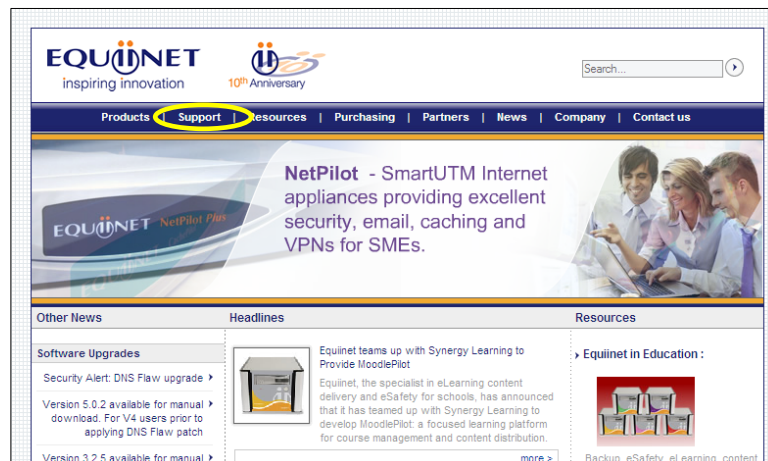 EQUiiNET
inspiring innovation
10th Anniversary
Search...
Products | Support | Resources | Purchasing | Partners | News | Company | Contact us
NetPilot - SmartUTM Internet
appliances providing excellent
security, email, caching and
VPNs for SMEs.
EQUiiNET NetPilot Plus
Other News
Headlines
Resources
Software Upgrades
Security Alert: DNS Flaw upgrade
Version 5.0.2 available for manual
download. For V4 users prior to
applying DNS Flaw patch
Version 3.2.5 available for manual
Equiinet teams up with Synergy Learning to
Provide MoodlePilot
Equiinet, the specialist in eLearning content
delivery and eSafety for schools, has announced
that it has teamed up with Synergy Learning to
develop MoodlePilot: a focused learning platform
for course management and content distribution.
more >
Equiinet in Education :
Backup, eSafety, eLearning, content